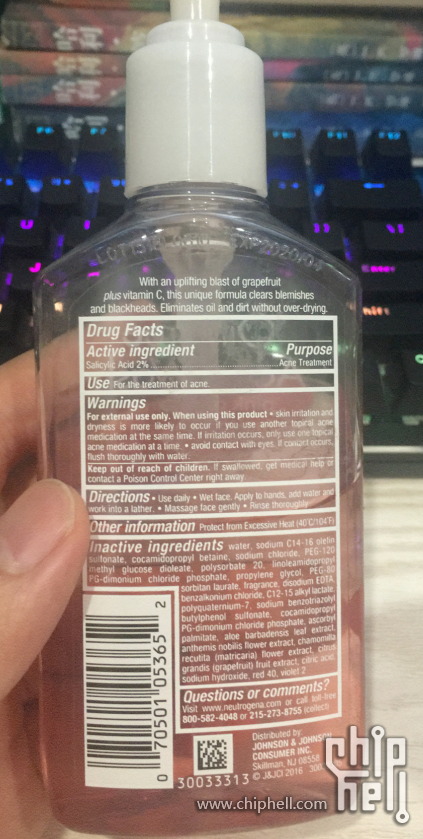 EXP2020/04
With an uplifting blast of grapefruit
plus vitamin C, this unique formula clears blemishes
and blackheads. Eliminates oil and dirt without over-drying.
Drug Facts
Active ingredient Purpose
Salicylic Acid 2% Acne Treatment
Use For the treatment of acne.
Warnings
For external use only. When using this product • skin irritation and
dryness is more likely to occur if you use another topical acne
medication at the same time. If irritation occurs, only use one topical
acne medication at a time. • avoid contact with eyes. If contact occurs,
flush thoroughly with water.
Keep out of reach of children. If swallowed, get medical help or
contact a Poison Control Center right away.
Directions • Use daily • Wet face. Apply to hands, add water and
work into a lather. • Massage face gently • Rinse thoroughly
Other information Protect from Excessive Heat (40°C/104°F)
Inactive ingredients water, sodium C14-16 olefin
sulfonate, cocamidopropyl betaine, sodium chloride, PEG-120
methyl glucose dioleate, polysorbate 20, linoleamidopropyl
PG-dimonium chloride phosphate, propylene glycol, PEG-80
sorbitan laurate, fragrance, disodium EDTA,
benzalkonium chloride, C12-15 alkyl lactate,
polyquaternium-7, sodium benzotriazolyl
butylphenol sulfonate, cocamidopropyl
PG-dimonium chloride phosphate, ascorbyl
palmitate, aloe barbadensis leaf extract,
anthemis nobilis flower extract, chamomilla
recutita (matricaria) flower extract, citrus
grandis (grapefruit) fruit extract, citric acid,
sodium hydroxide, red 40, violet 2
Questions or comments?
Visit www.neutrogena.com or call toll-free
800-582-4048 or 215-273-8755 (collect)
0 70501 05365 2
Distributed by:
JOHNSON & JOHNSON
CONSUMER INC.
Skillman, NJ 08558
© J&JCI 2016
30033313
www.chiphell.com
chip
hell